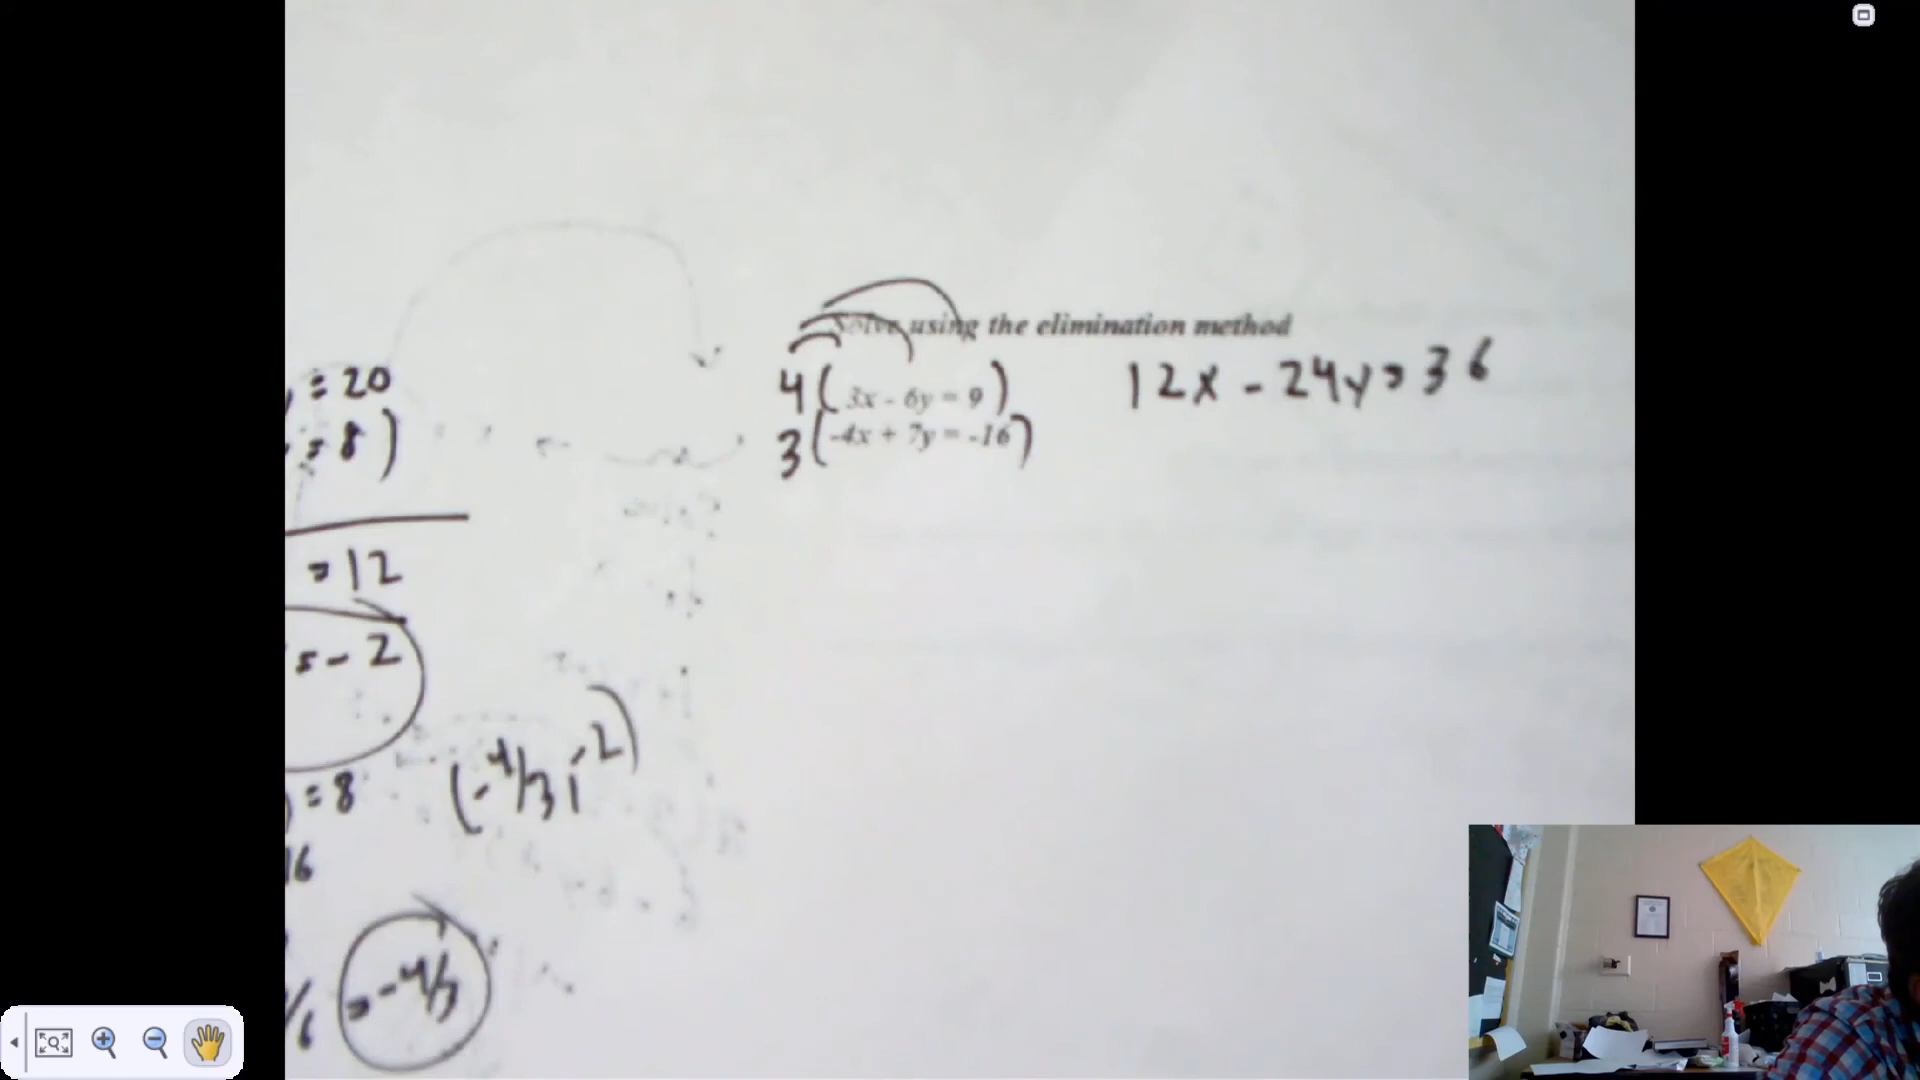 = 20
= 8 )
= 12
= - 2
) = 8
16
/6 = - 4/3
( - 4/3 , - 2 )
Solve using the elimination method
4 ( 3x - 6y = 9 )
3 ( -4x + 7y = -16 )
12x - 24y = 36